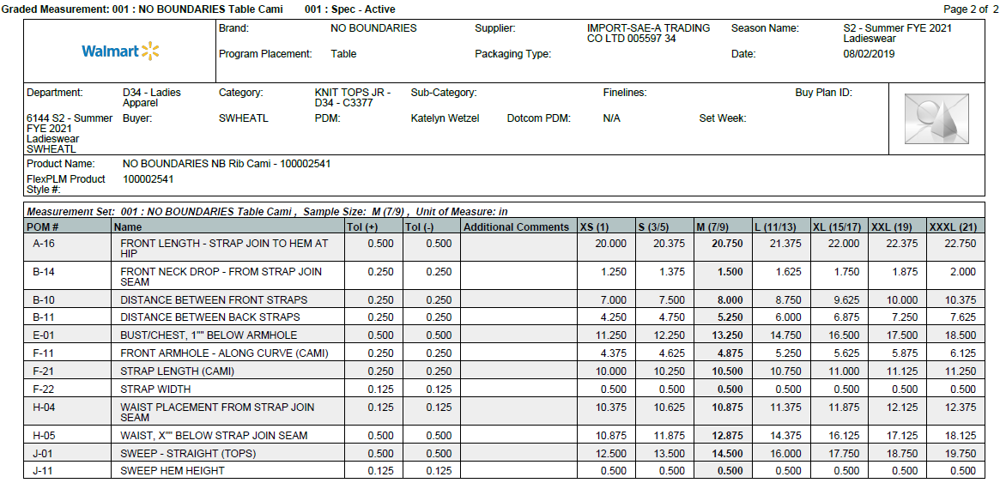 Graded Measurement: 001 : NO BOUNDARIES Table Cami 001 : Spec - Active Page 2 of 2
Walmart
Brand: NO BOUNDARIES Supplier: IMPORT-SAE-A TRADING CO LTD 005597 34 Season Name: S2 - Summer FYE 2021 Ladieswear
Program Placement: Table Packaging Type: Date: 08/02/2019
Department: D34 - Ladies Apparel Category: KNIT TOPS JR - D34 - C3377 Sub-Category: Finelines: Buy Plan ID:
6144 S2 - Summer FYE 2021 Ladieswear SWHEATL Buyer: SWHEATL PDM: Katelyn Wetzel Dotcom PDM: N/A Set Week:
Product Name: NO BOUNDARIES NB Rib Cami - 100002541
FlexPLM Product Style #: 100002541
Measurement Set: 001 : NO BOUNDARIES Table Cami , Sample Size: M (7/9) , Unit of Measure: in
POM # Name Tol (+) Tol (-) Additional Comments XS (1) S (3/5) M (7/9) L (11/13) XL (15/17) XXL (19) XXXL (21)
A-16 FRONT LENGTH - STRAP JOIN TO HEM AT HIP 0.500 0.500 20.000 20.375 20.750 21.375 22.000 22.375 22.750
B-14 FRONT NECK DROP - FROM STRAP JOIN SEAM 0.250 0.250 1.250 1.375 1.500 1.625 1.750 1.875 2.000
B-10 DISTANCE BETWEEN FRONT STRAPS 0.250 0.250 7.000 7.500 8.000 8.750 9.625 10.000 10.375
B-11 DISTANCE BETWEEN BACK STRAPS 0.250 0.250 4.250 4.750 5.250 6.000 6.875 7.250 7.625
E-01 BUST/CHEST, 1"" BELOW ARMHOLE 0.500 0.500 11.250 12.250 13.250 14.750 16.500 17.500 18.500
F-11 FRONT ARMHOLE - ALONG CURVE (CAMI) 0.250 0.250 4.375 4.625 4.875 5.250 5.625 5.875 6.125
F-21 STRAP LENGTH (CAMI) 0.250 0.250 10.000 10.250 10.500 10.750 11.000 11.125 11.250
F-22 STRAP WIDTH 0.125 0.125 0.500 0.500 0.500 0.500 0.500 0.500 0.500
H-04 WAIST PLACEMENT FROM STRAP JOIN SEAM 0.125 0.125 10.375 10.625 10.875 11.375 11.875 12.125 12.375
H-05 WAIST, X"" BELOW STRAP JOIN SEAM 0.500 0.500 10.875 11.875 12.875 14.375 16.125 17.125 18.125
J-01 SWEEP - STRAIGHT (TOPS) 0.500 0.500 12.500 13.500 14.500 16.000 17.750 18.750 19.750
J-11 SWEEP HEM HEIGHT 0.125 0.125 0.500 0.500 0.500 0.500 0.500 0.500 0.500